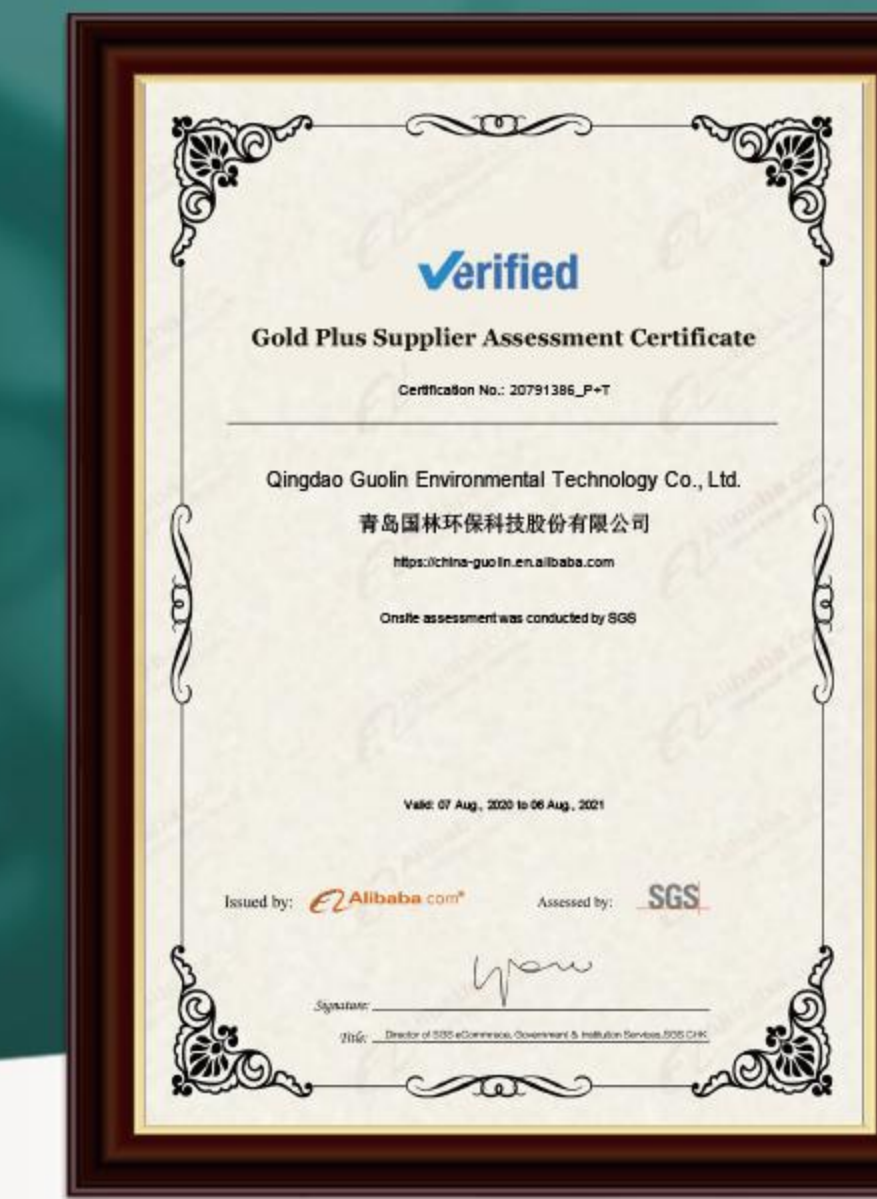 Verified
Gold Plus Supplier Assessment Certificate
Certification No.: 20791386_P+T
Qingdao Guolin Environmental Technology Co., Ltd.
青岛国林环保科技股份有限公司
https://china-guolin.en.alibaba.com
Onsite assessment was conducted by SGS
Valid: 07 Aug., 2020 to 06 Aug., 2021
Issued by: Alibaba.com® Assessed by: SGS
Signature:
Title: Director of SGS eCommrece, Government & Institution Services,SGS CHK